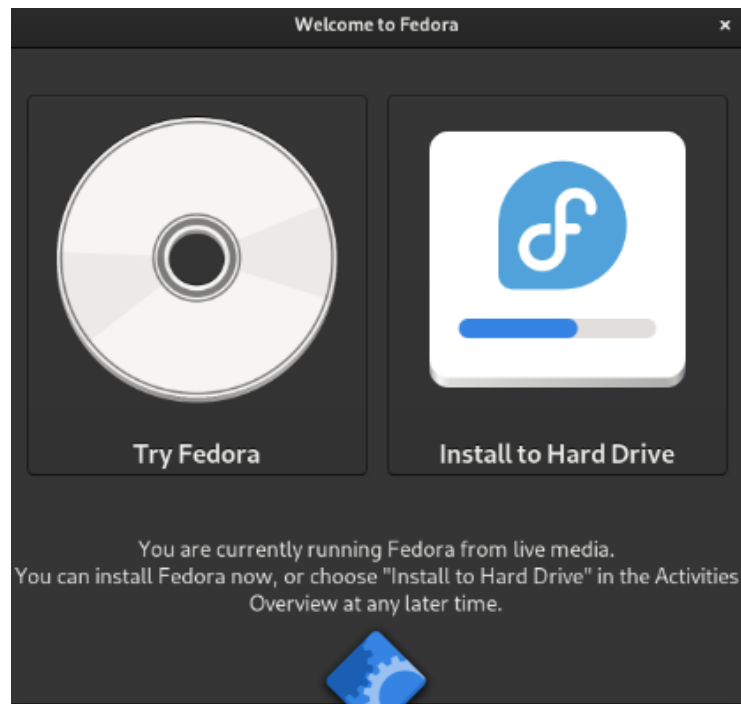 Welcome to Fedora
Try Fedora
Install to Hard Drive
You are currently running Fedora from live media.
You can install Fedora now, or choose "Install to Hard Drive" in the Activities
Overview at any later time.